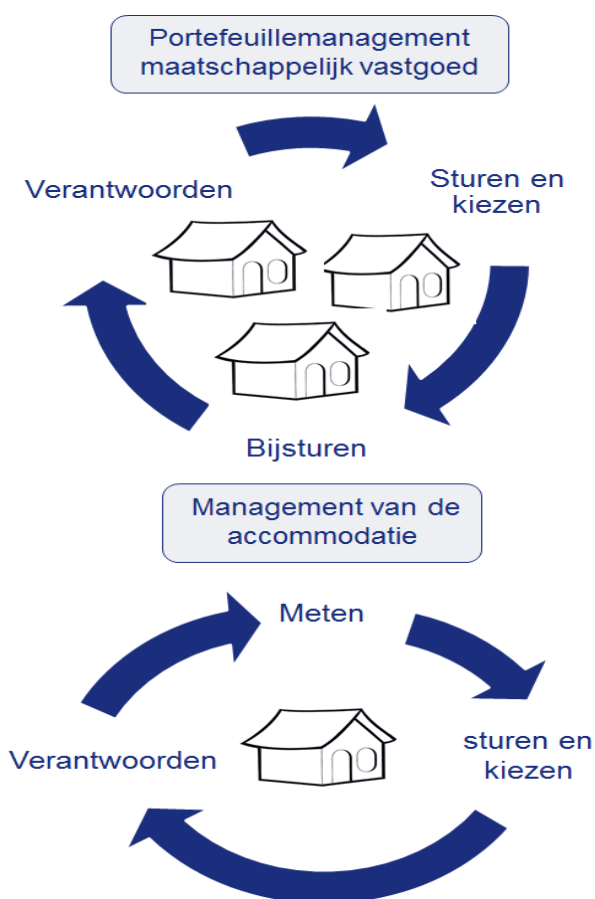 Portefeuillemanagement
maatschappelijk vastgoed
Verantwoorden
Sturen en
kiezen
Bijsturen
Management van de
accommodatie
Meten
Verantwoorden
sturen en
kiezen